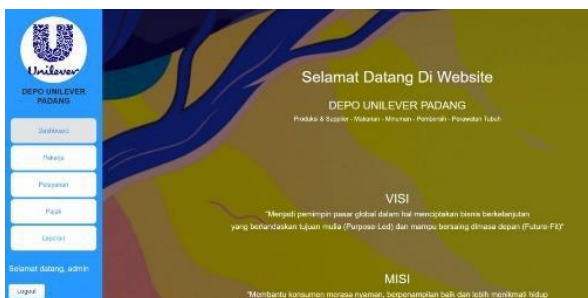 Unilever
DEPO UNILEVER
PADANG
Dashboard
Pekerja
Pelayanan
Pajak
Laporan
Selamat datang, admin
Logout
Selamat Datang Di Website
DEPO UNILEVER PADANG
Produksi & Supplier - Makanan - Minuman - Pembersih - Perawatan Tubuh
VISI
"Menjadi pemimpin pasar global dalam hal menciptakan bisnis berkelanjutan
yang berlandaskan tujuan mulia (Purpose-Led) dan mampu bersaing dimasa depan (Future-Fit)"
MISI
"Membantu konsumen merasa nyaman, berpenampilan baik dan lebih menikmati hidup